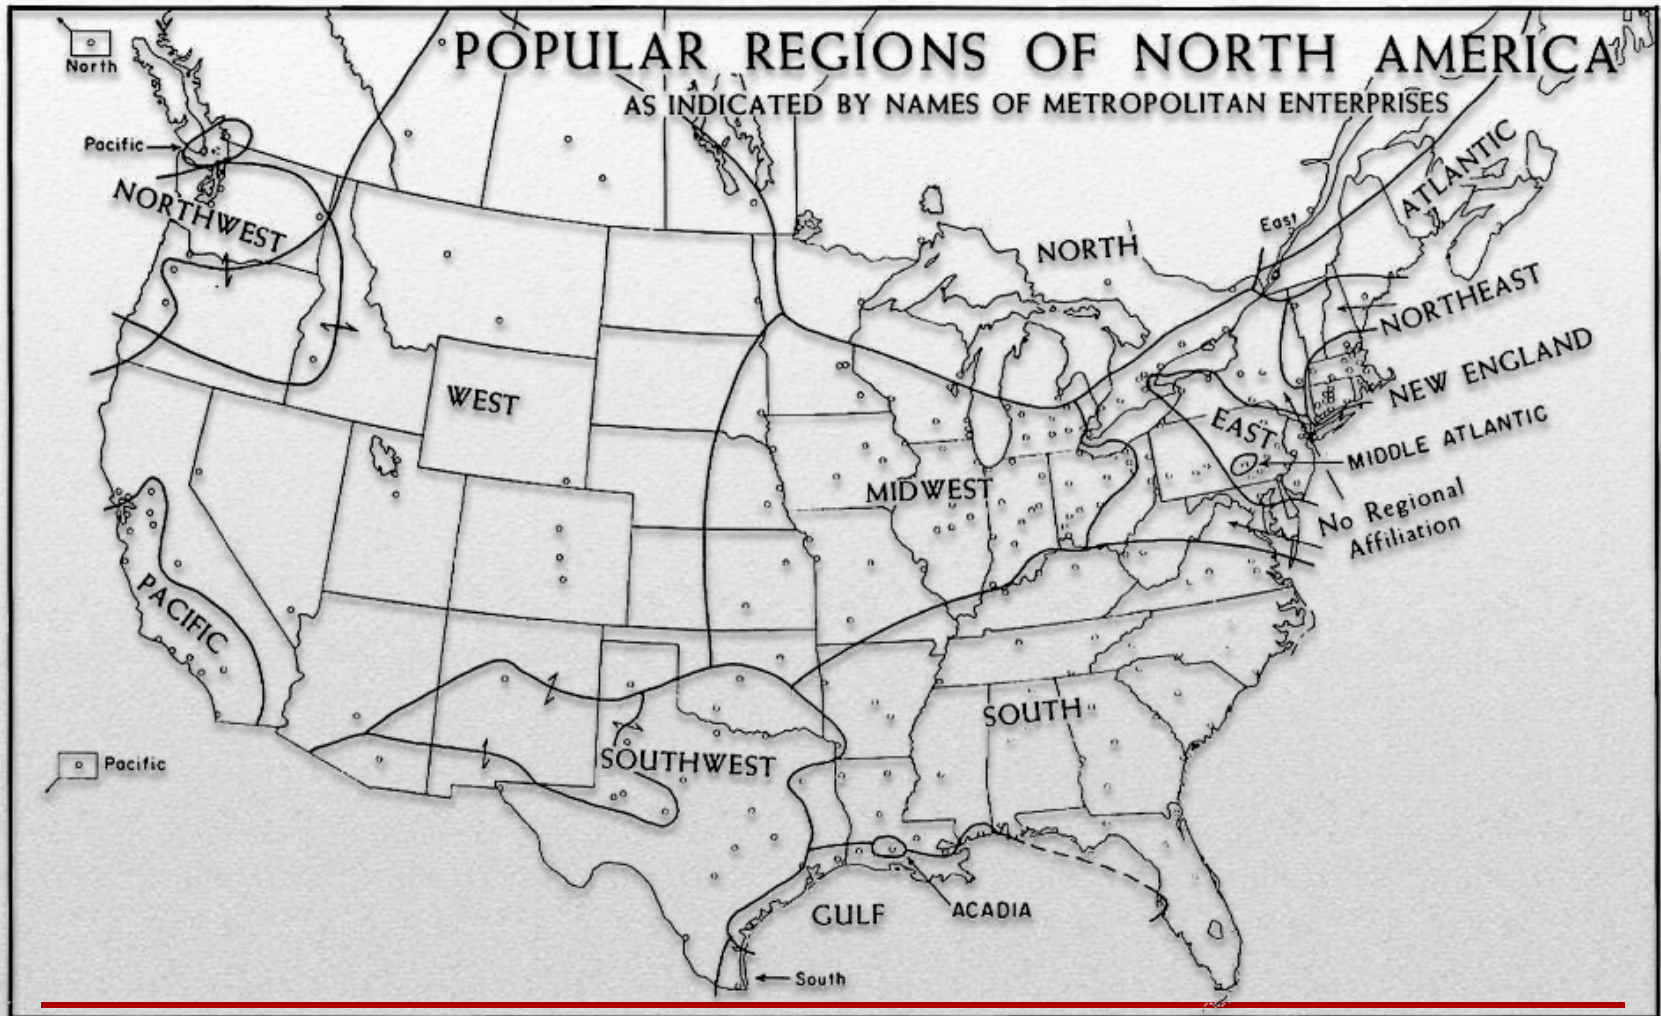 POPULAR REGIONS OF NORTH AMERICA
AS INDICATED BY NAMES OF METROPOLITAN ENTERPRISES
North
Pacific
NORTHWEST
ATLANTIC
East
NORTH
NORTHEAST
NEW ENGLAND
WEST
EAST
MIDDLE ATLANTIC
MIDWEST
No Regional
Affiliation
PACIFIC
SOUTH
SOUTHWEST
Pacific
GULF
ACADIA
South